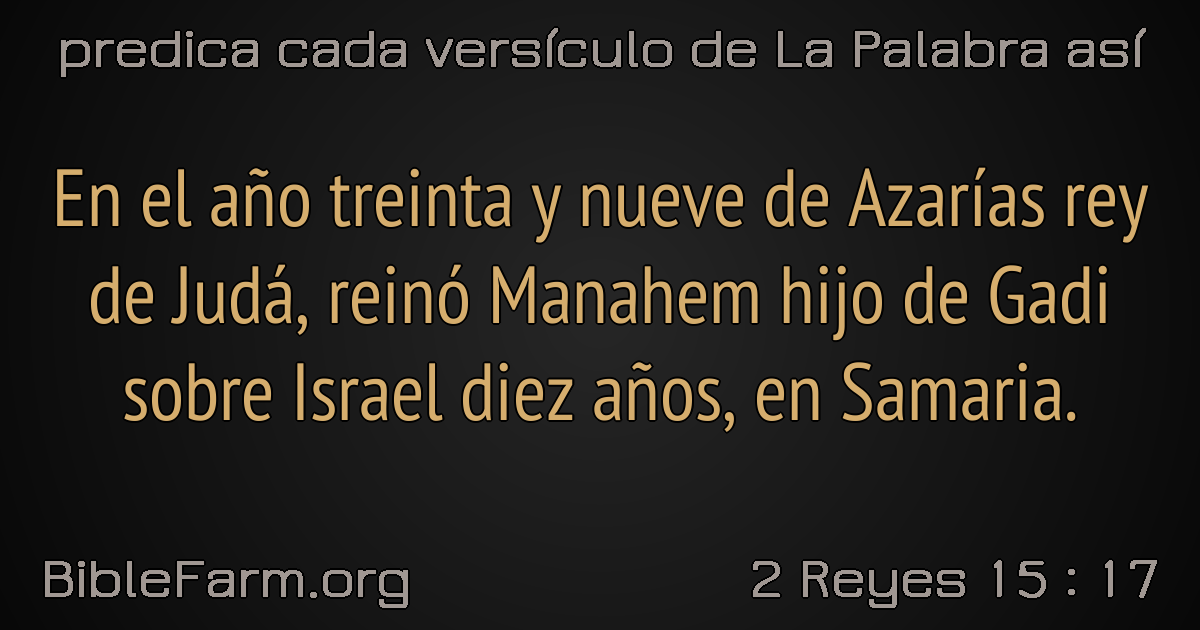 predica cada versículo de La Palabra así
En el año treinta y nueve de Azarías rey
de Judá, reinó Manahem hijo de Gadi
sobre Israel diez años, en Samaria.
BibleFarm.org
2 Reyes 15 : 17